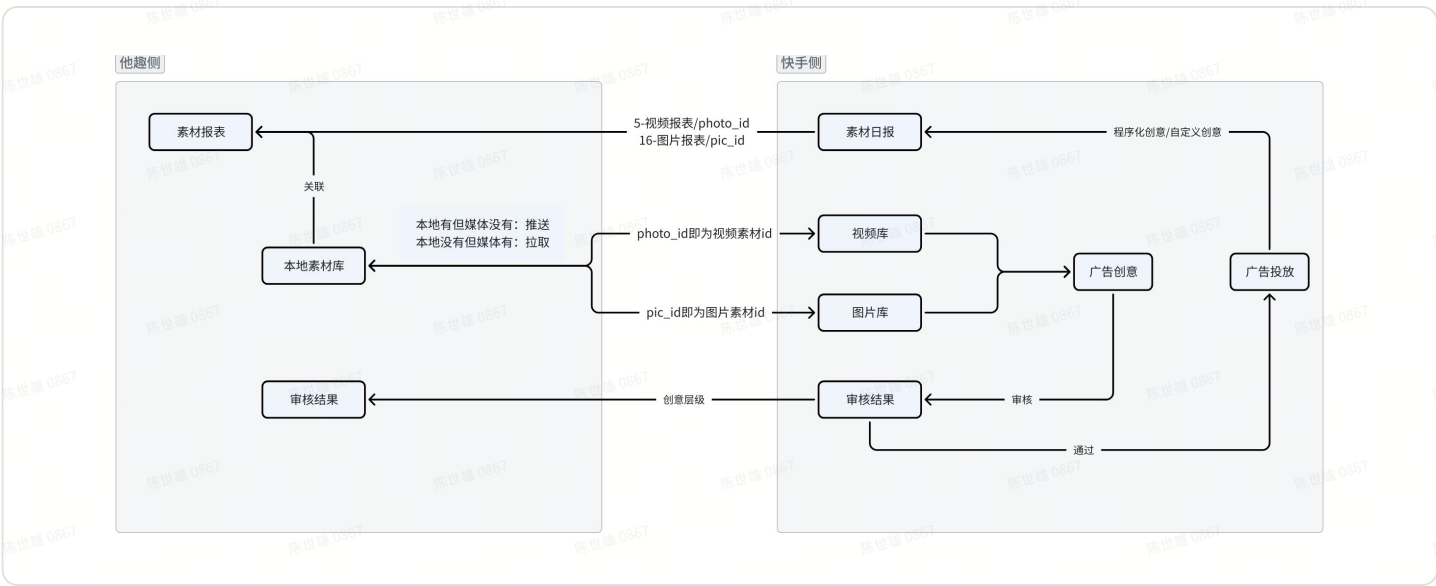 他趣侧
快手侧
素材报表
5-视频报表/photo_id
16-图片报表/pic_id
素材日报
程序化创意/自定义创意
关联
本地有但媒体没有：推送
本地没有但媒体有：拉取
photo_id即为视频素材id
视频库
本地素材库
广告创意
广告投放
pic_id即为图片素材id
图片库
审核结果
创意层级
审核结果
审核
通过
陈世雄 0867